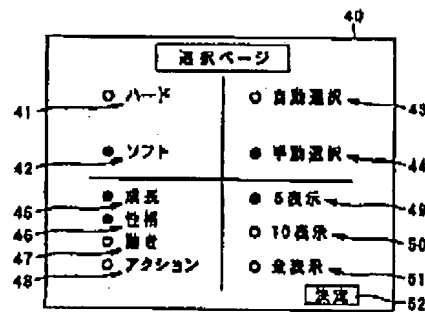 40
選択ページ
41 ○ ハード
○ 自動選択 43
42 ● ソフト
● 手動選択 44
45 ● 成長
46 ● 性格
47 ○ 動き
48 ○ アクション
● 5表示 49
○ 10表示 50
○ 全表示 51
決定 52